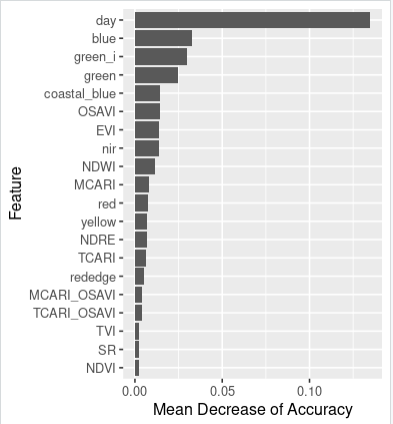 day
blue
green_i
green
coastal_blue
OSAVI
EVI
nir
NDWI
MCARI
red
yellow
NDRE
TCARI
rededge
MCARI_OSAVI
TCARI_OSAVI
TVI
SR
NDVI
Feature
0.00 0.05 0.10
Mean Decrease of Accuracy